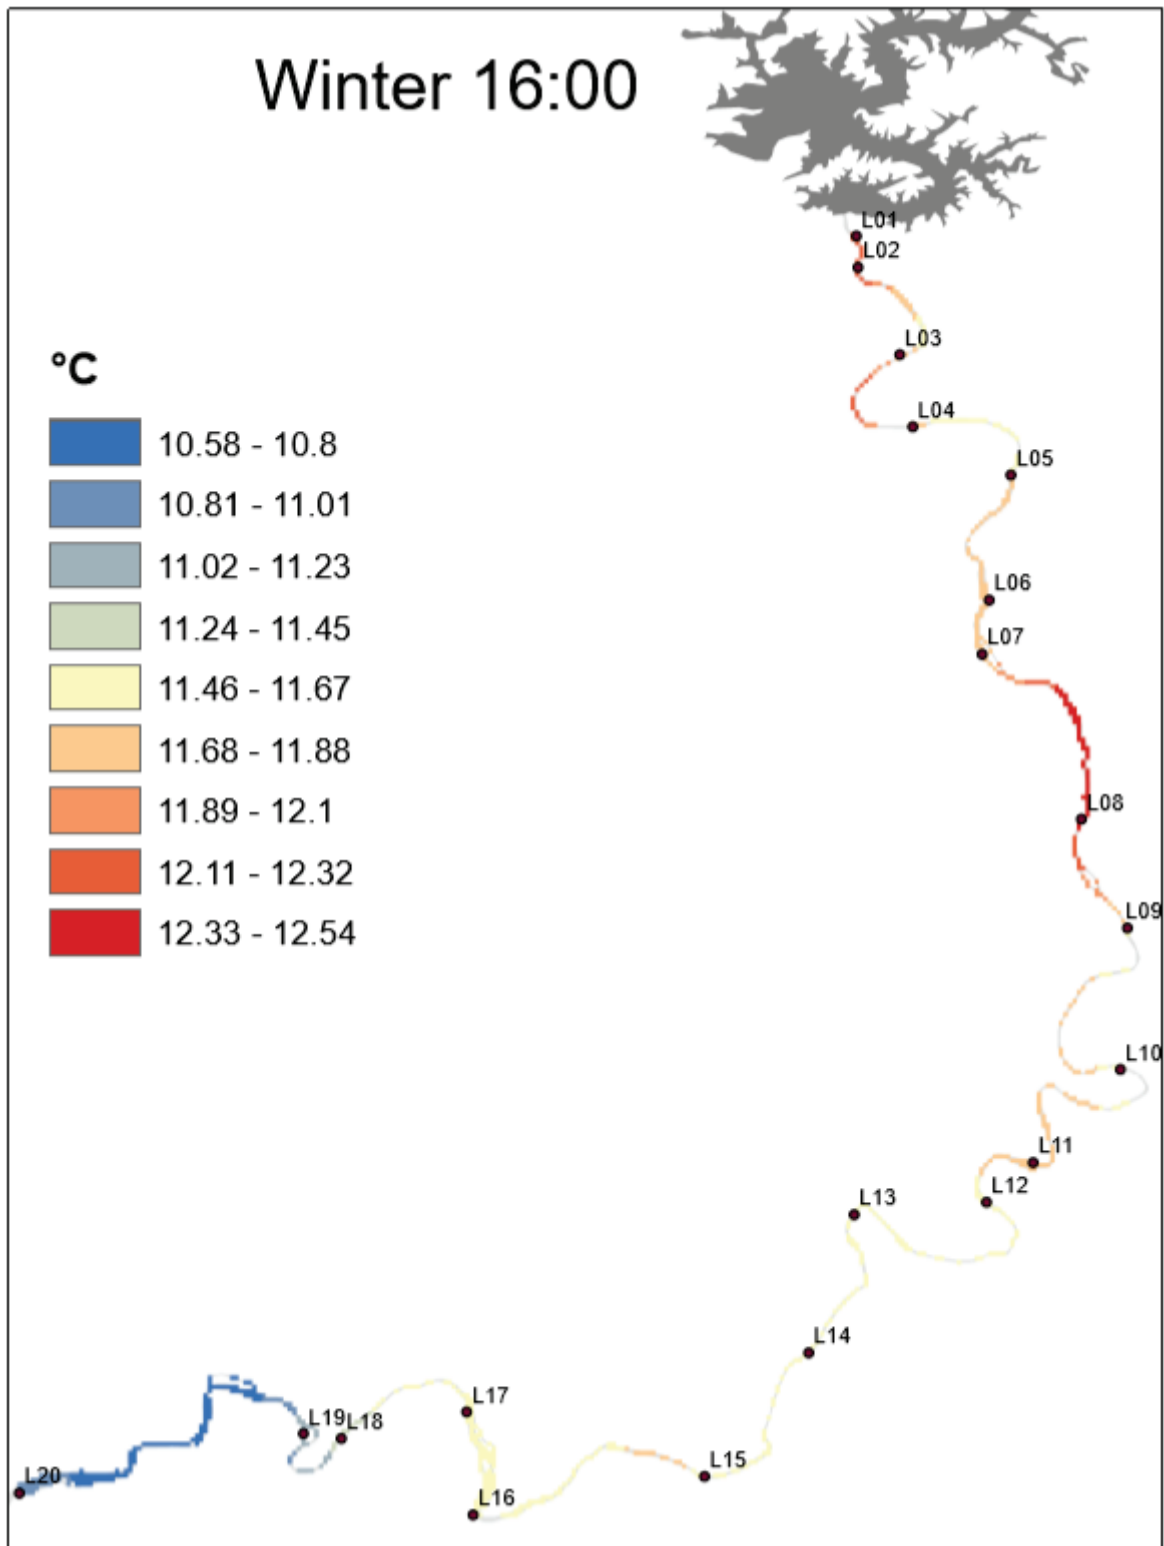 Winter 16:00
L01
L02
L03
°C
L04
10.58 - 10.8
L05
10.81 - 11.01
11.02 - 11.23
L06
11.24 - 11.45
L07
11.46 - 11.67
11.68 - 11.88
L08
11.89 - 12.1
12.11 - 12.32
L09
12.33 - 12.54
L10
L11
L12
L13
L14
L17
L19
L18
L15
L20
L16